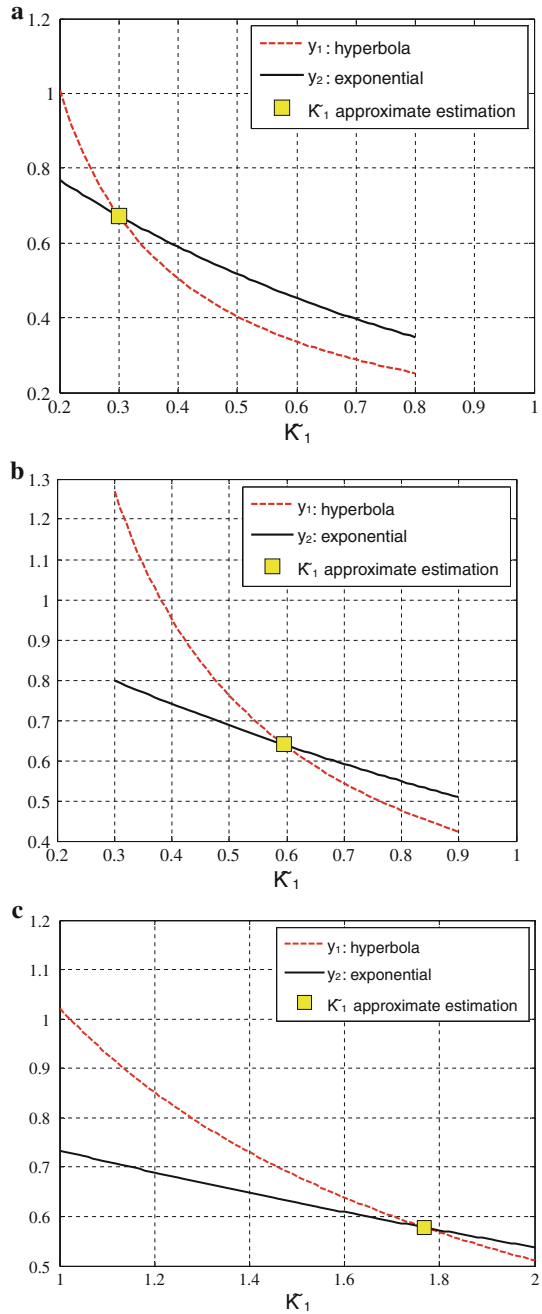 a
1.2
1
0.8
0.6
0.4
0.2
0.2 0.3 0.4 0.5 0.6 0.7 0.8 0.9 1
K̃₁
y₁: hyperbola
y₂: exponential
K̃₁ approximate estimation
b
1.3
1.2
1.1
1
0.9
0.8
0.7
0.6
0.5
0.4
0.2 0.3 0.4 0.5 0.6 0.7 0.8 0.9 1
K̃₁
y₁: hyperbola
y₂: exponential
K̃₁ approximate estimation
c
1.2
1.1
1
0.9
0.8
0.7
0.6
0.5
1 1.2 1.4 1.6 1.8 2
K̃₁
y₁: hyperbola
y₂: exponential
K̃₁ approximate estimation